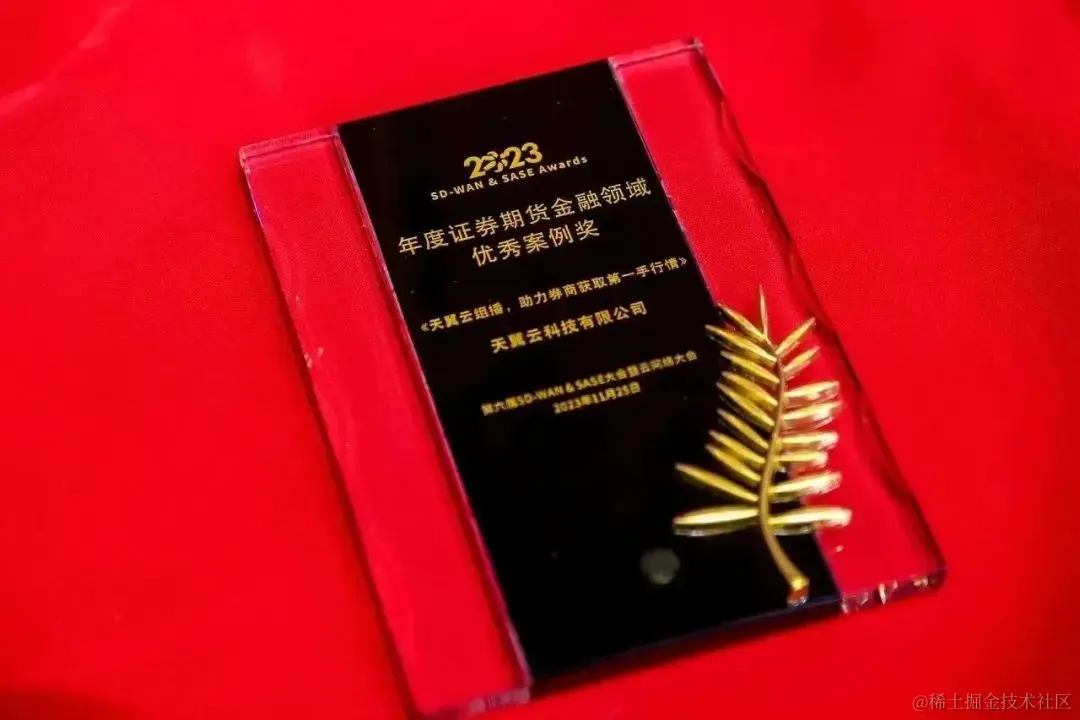 2023
SD-WAN & SASE Awards
年度证券期货金融领域
优秀案例奖
《天翼云组播，助力券商获取第一手行情》
天翼云科技有限公司
第六届SD-WAN & SASE大会暨云网络大会
2023年11月25日
@稀土掘金技术社区